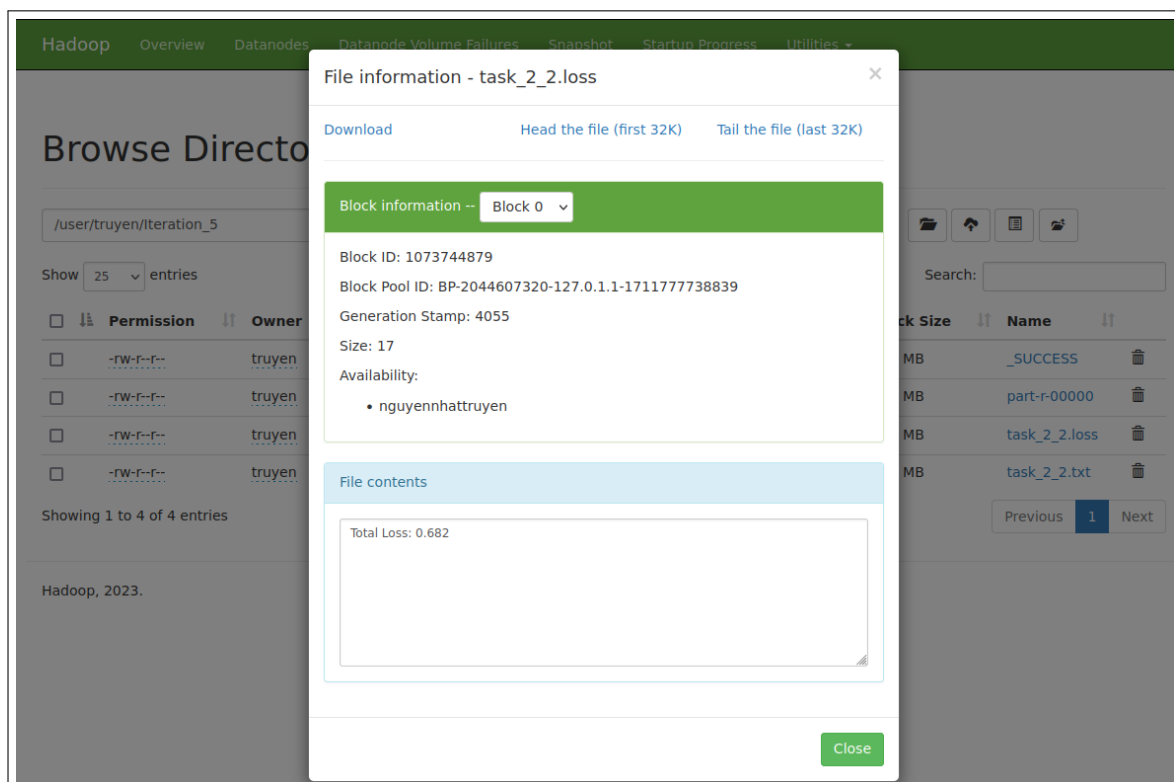 Hadoop Overview Datanodes Datanode Volume Failures Snapshot Startup Progress Utilities
File information - task_2_2.loss ×
Download Head the file (first 32K) Tail the file (last 32K)
Browse Directo
Block information -- Block 0
/user/truyen/Iteration_5
Block ID: 1073744879
Block Pool ID: BP-2044607320-127.0.1.1-1711777738839
Show 25 entries Search:
Generation Stamp: 4055
Permission Owner ck Size Name
Size: 17
-rw-r--r-- truyen MB _SUCCESS
Availability:
-rw-r--r-- truyen MB part-r-00000
• nguyennhattruyen
-rw-r--r-- truyen MB task_2_2.loss
-rw-r--r-- truyen MB task_2_2.txt
File contents
Showing 1 to 4 of 4 entries Previous 1 Next
Total Loss: 0.682
Hadoop, 2023.
Close